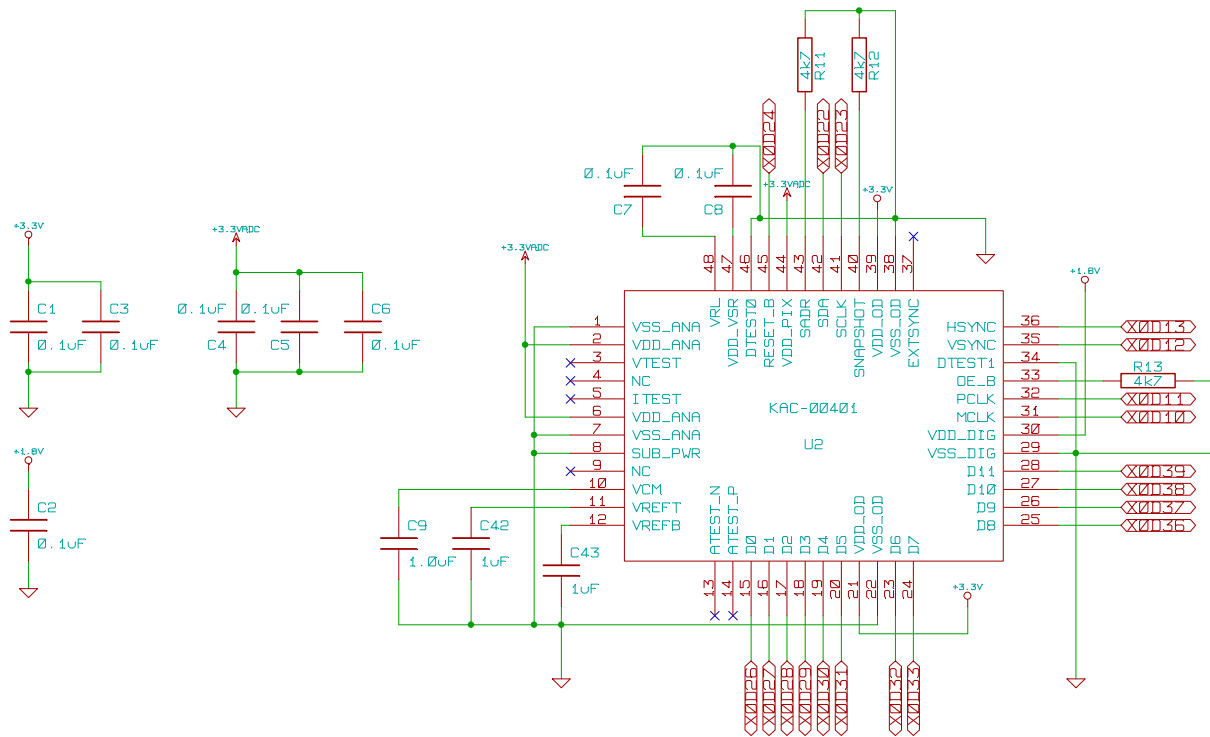 4k7
R11
4k7
R12
X0D24
X0D22
X0D23
0.1uF
C7
0.1uF
C8
+3.3VADC
+3.3V
48
47
46
45
44
43
42
41
40
39
38
37
VRL
VDD_VSR
DTEST0
RESET_B
VDD_PIX
SADR
SDA
SCLK
SNAPSHOT
VDD_OD
VSS_OD
EXTSYNC
+3.3V
C1
0.1uF
C3
0.1uF
+3.3VADC
0.1uF
C4
0.1uF
C5
C6
0.1uF
+1.8V
C2
0.1uF
+3.3VADC
1 VSS_ANA
2 VDD_ANA
3 VTEST
4 NC
5 ITEST
6 VDD_ANA
7 VSS_ANA
8 SUB_PWR
9 NC
10 VCM
11 VREFT
12 VREFB
KAC-00401
U2
+1.8V
HSYNC 36 X0D13
VSYNC 35 X0D12
DTEST1 34
R13
OE_B 33 4k7
PCLK 32 X0D11
MCLK 31 X0D10
VDD_DIG 30
VSS_DIG 29
D11 28 X0D39
D10 27 X0D38
D9 26 X0D37
D8 25 X0D36
C9
1.0uF
C42
1uF
C43
1uF
ATEST_N
ATEST_P
D0
D1
D2
D3
D4
D5
VDD_OD
VSS_OD
D6
D7
13
14
15
16
17
18
19
20
21
22
23
24
+3.3V
X0D26
X0D27
X0D28
X0D29
X0D30
X0D31
X0D32
X0D33